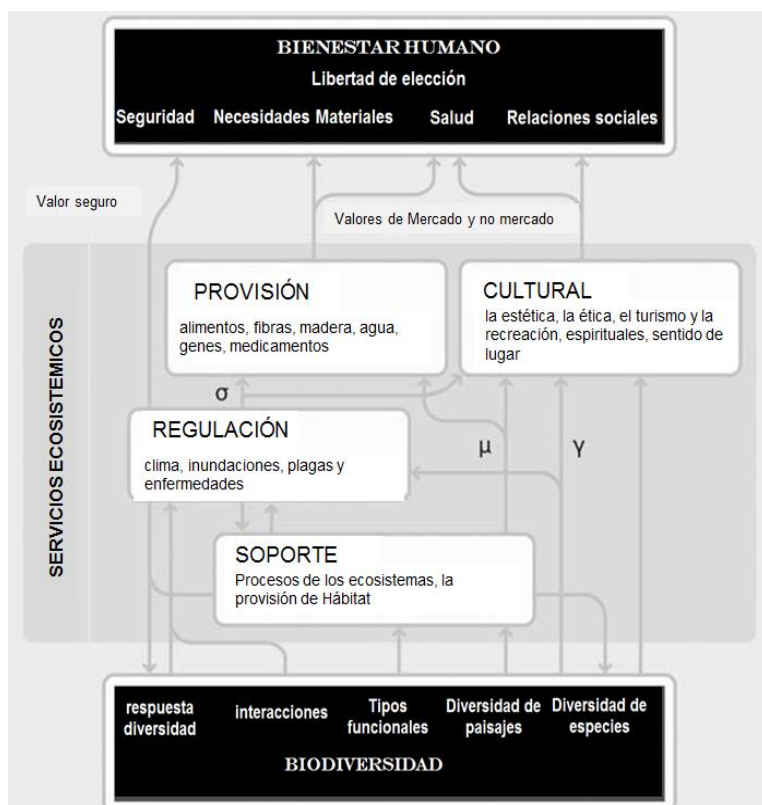 BIENESTAR HUMANO
Libertad de elección
Seguridad Necesidades Materiales Salud Relaciones sociales
Valor seguro
Valores de Mercado y no mercado
SERVICIOS ECOSISTEMICOS
PROVISIÓN
alimentos, fibras, madera, agua,
genes, medicamentos
CULTURAL
la estética, la ética, el turismo y la
recreación, espirituales, sentido de
lugar
σ
REGULACIÓN
clima, inundaciones, plagas y
enfermedades
μ
γ
SOPORTE
Procesos de los ecosistemas, la
provisión de Hábitat
respuesta
diversidad
interacciones
Tipos
funcionales
Diversidad de
paisajes
Diversidad de
especies
BIODIVERSIDAD